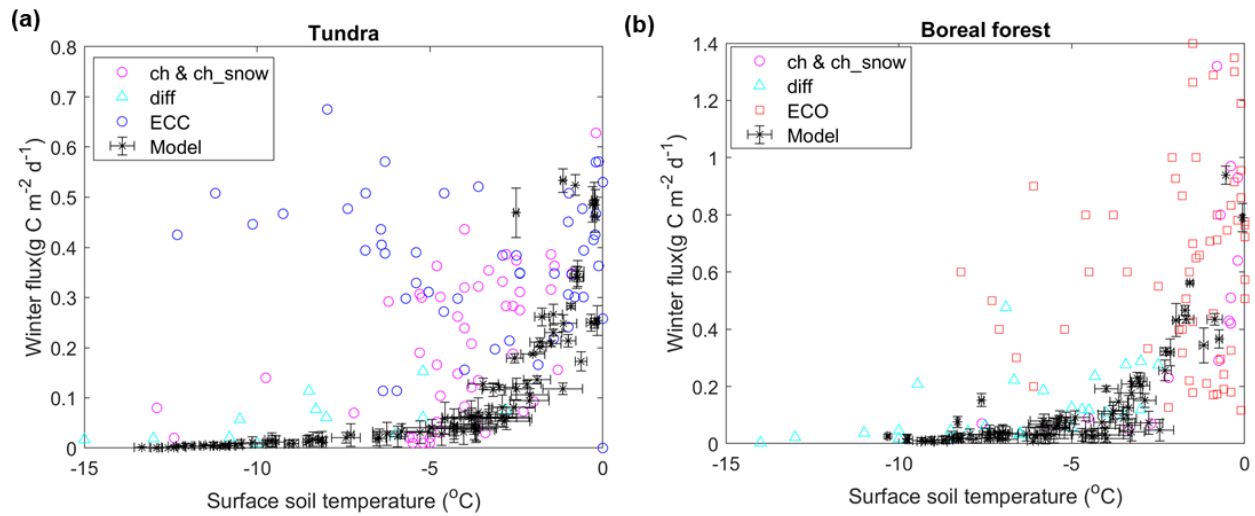 (a)
Tundra
0.8
0.7
0.6
0.5
0.4
0.3
0.2
0.1
0
-15
-10
-5
0
Winter flux(g C m⁻² d⁻¹)
Surface soil temperature (°C)
ch & ch_snow
diff
ECC
Model
(b)
Boreal forest
1.4
1.2
1
0.8
0.6
0.4
0.2
0
-15
-10
-5
0
Winter flux(g C m⁻² d⁻¹)
Surface soil temperature (°C)
ch & ch_snow
diff
ECO
Model